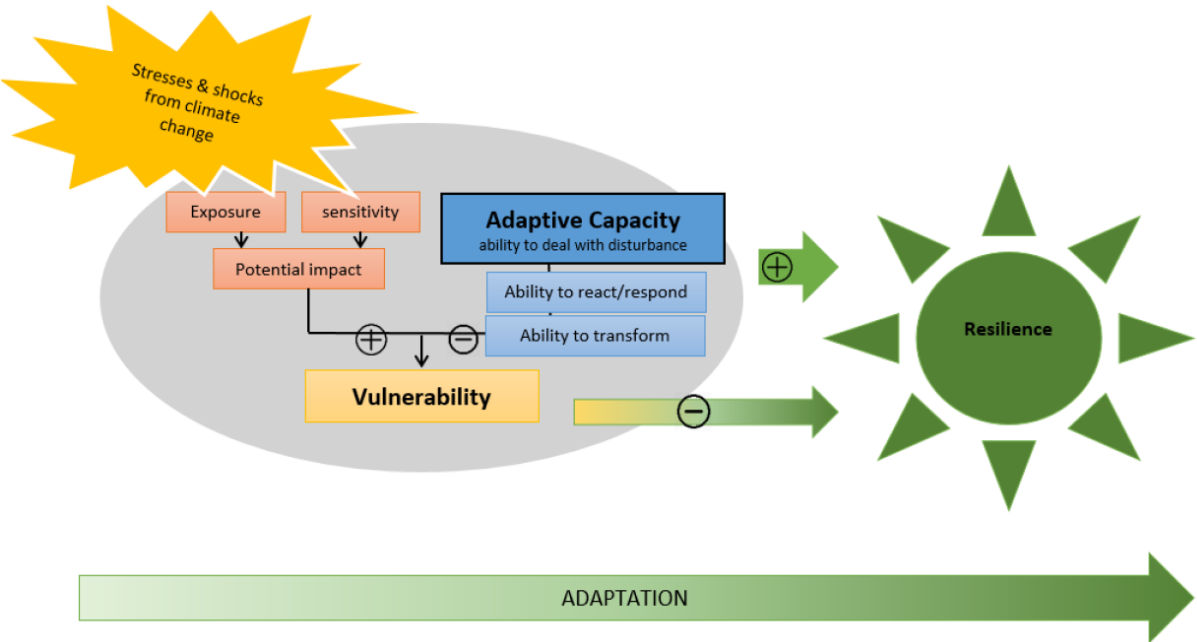 Stresses & shocks
from climate
change
Exposure
sensitivity
Potential impact
Adaptive Capacity
ability to deal with disturbance
Ability to react/respond
Ability to transform
+
−
Vulnerability
+
−
Resilience
ADAPTATION